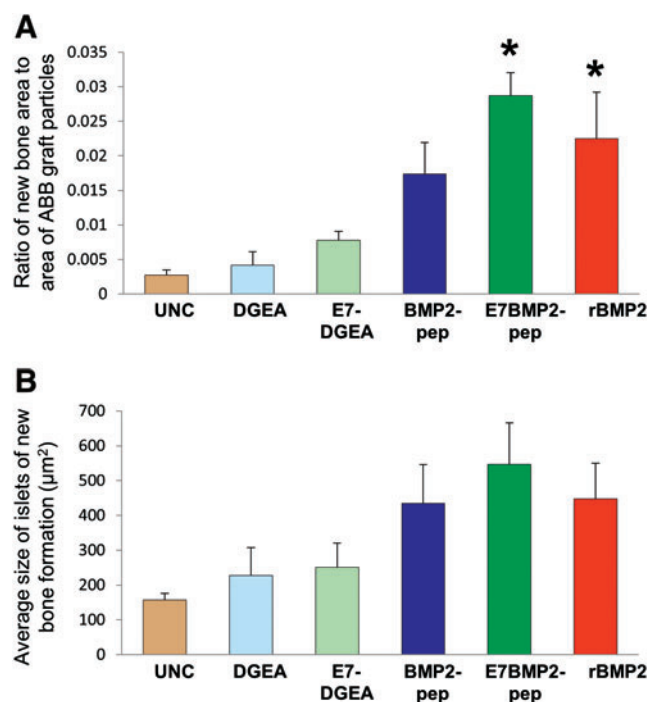 A
Ratio of new bone area to
area of ABB graft particles
0.035
0.03
0.025
0.02
0.015
0.01
0.005
0
*
*
UNC
DGEA
E7-
DGEA
BMP2-
pep
E7BMP2-
pep
rBMP2
B
Average size of islets of new
bone formation (µm²)
700
600
500
400
300
200
100
0
UNC
DGEA
E7-
DGEA
BMP2-
pep
E7BMP2-
pep
rBMP2